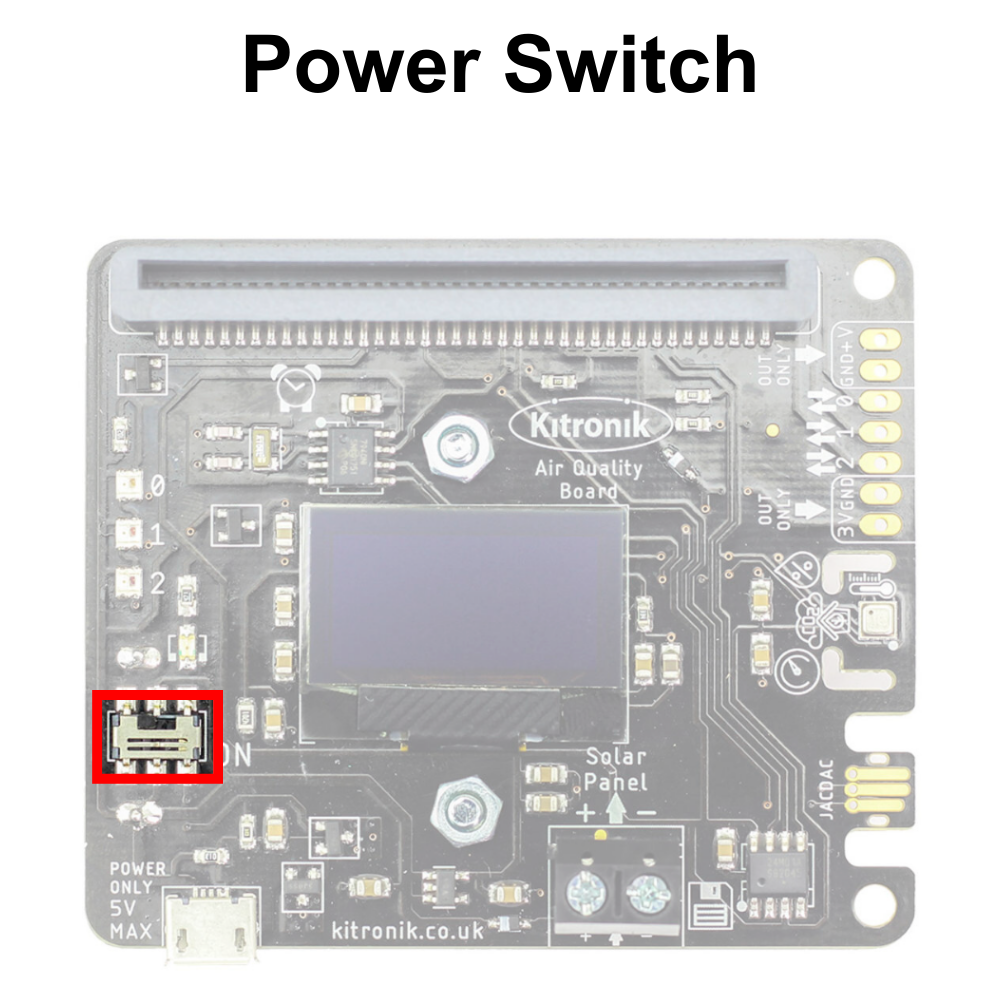 Power Switch
OUT
ONLY
GND+V
0
1
2
OUT
ONLY
3V GND
Kitronik
Air Quality
Board
0
1
2
%
CO2
ON
Solar
Panel
+ −
JACDAC
POWER
ONLY
5V
MAX
kitronik.co.uk
+ −